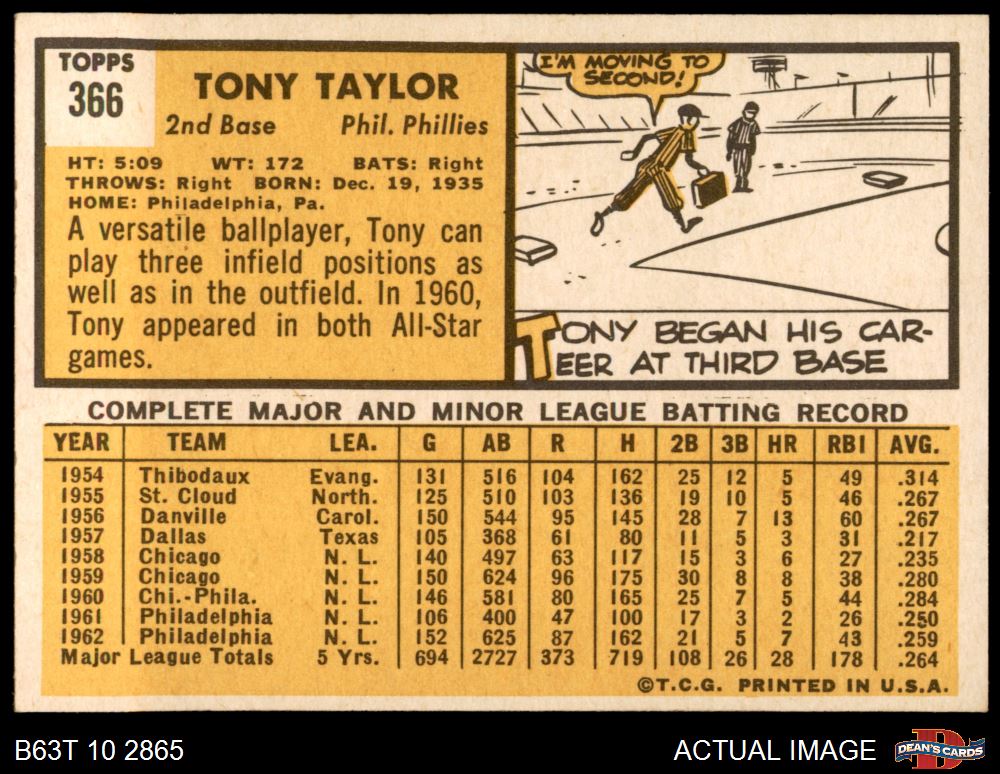 TOPPS
366
TONY TAYLOR
2nd Base Phil. Phillies
HT: 5:09 WT: 172 BATS: Right
THROWS: Right BORN: Dec. 19, 1935
HOME: Philadelphia, Pa.
A versatile ballplayer, Tony can
play three infield positions as
well as in the outfield. In 1960,
Tony appeared in both All-Star
games.
I'M MOVING TO
SECOND!
TONY BEGAN HIS CAR-
EER AT THIRD BASE
COMPLETE MAJOR AND MINOR LEAGUE BATTING RECORD
YEAR TEAM LEA. G AB R H 2B 3B HR RBI AVG.
1954 Thibodaux Evang. 131 516 104 162 25 12 5 49 .314
1955 St. Cloud North. 125 510 103 136 19 10 5 46 .267
1956 Danville Carol. 150 544 95 145 28 7 13 60 .267
1957 Dallas Texas 105 368 61 80 11 5 3 31 .217
1958 Chicago N. L. 140 497 63 117 15 3 6 27 .235
1959 Chicago N. L. 150 624 96 175 30 8 8 38 .280
1960 Chi.-Phila. N. L. 146 581 80 165 25 7 5 44 .284
1961 Philadelphia N. L. 106 400 47 100 17 3 2 26 .250
1962 Philadelphia N. L. 152 625 87 162 21 5 7 43 .259
Major League Totals 5 Yrs. 694 2727 373 719 108 26 28 178 .264
©T.C.G. PRINTED IN U.S.A.
B63T 10 2865 ACTUAL IMAGE
D
DEAN'S CARDS